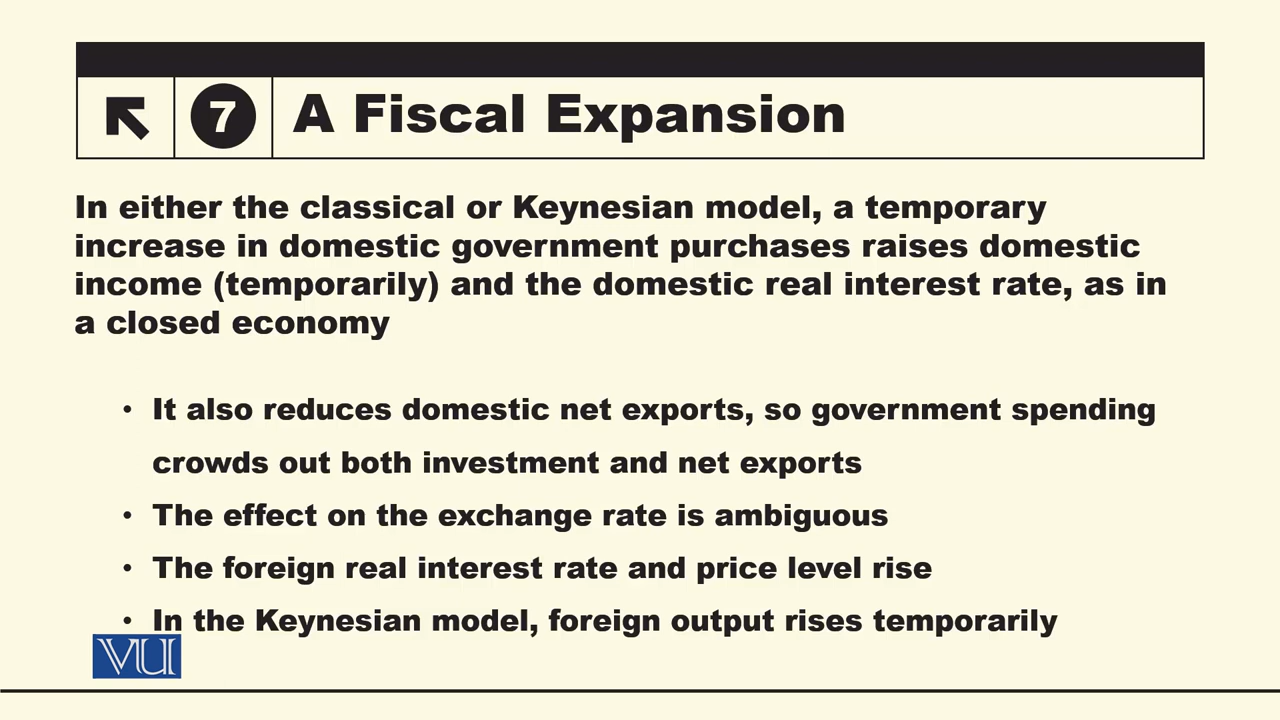 7 A Fiscal Expansion
In either the classical or Keynesian model, a temporary
increase in domestic government purchases raises domestic
income (temporarily) and the domestic real interest rate, as in
a closed economy
• It also reduces domestic net exports, so government spending
crowds out both investment and net exports
• The effect on the exchange rate is ambiguous
• The foreign real interest rate and price level rise
• In the Keynesian model, foreign output rises temporarily
VU